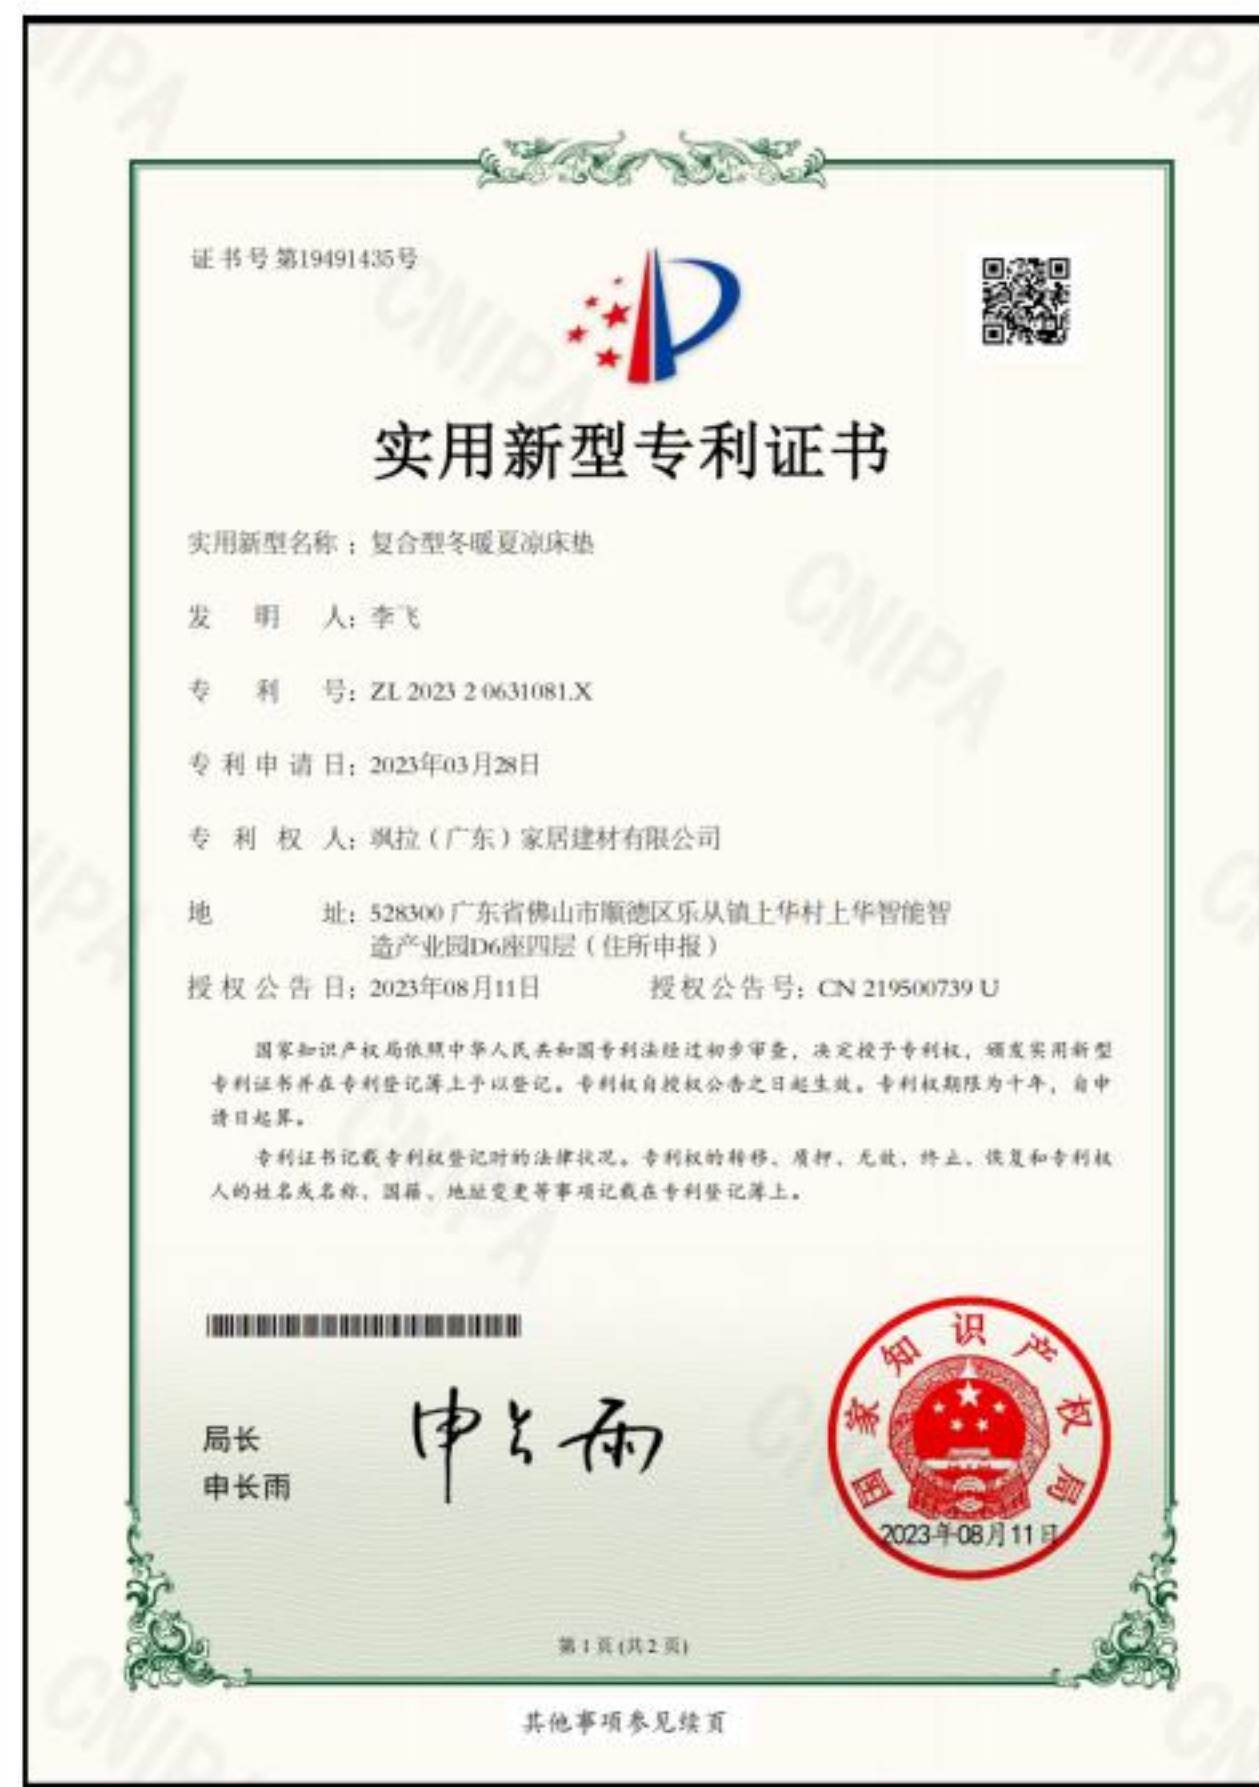 证书号第19491435号
实用新型专利证书
实用新型名称：复合型冬暖夏凉床垫
发明人：李飞
专利号：ZL 2023 2 0631081.X
专利申请日：2023年03月28日
专利权人：飒拉（广东）家居建材有限公司
地址：528300 广东省佛山市顺德区乐从镇上华村上华智能智
造产业园D6座四层（住所申报）
授权公告日：2023年08月11日 授权公告号：CN 219500739 U
国家知识产权局依照中华人民共和国专利法经过初步审查，决定授予专利权，颁发实用新型
专利证书并在专利登记簿上予以登记。专利权自授权公告之日起生效。专利权期限为十年，自申
请日起算。
专利证书记载专利权登记时的法律状况。专利权的转移、质押、无效、终止、恢复和专利权
人的姓名或名称、国籍、地址变更等事项记载在专利登记簿上。
局长
申长雨
申长雨
国家知识产权局
2023年08月11日
第 1 页 (共 2 页)
其他事项参见续页
CNIPA
CNIPA
CNIPA
CNIPA